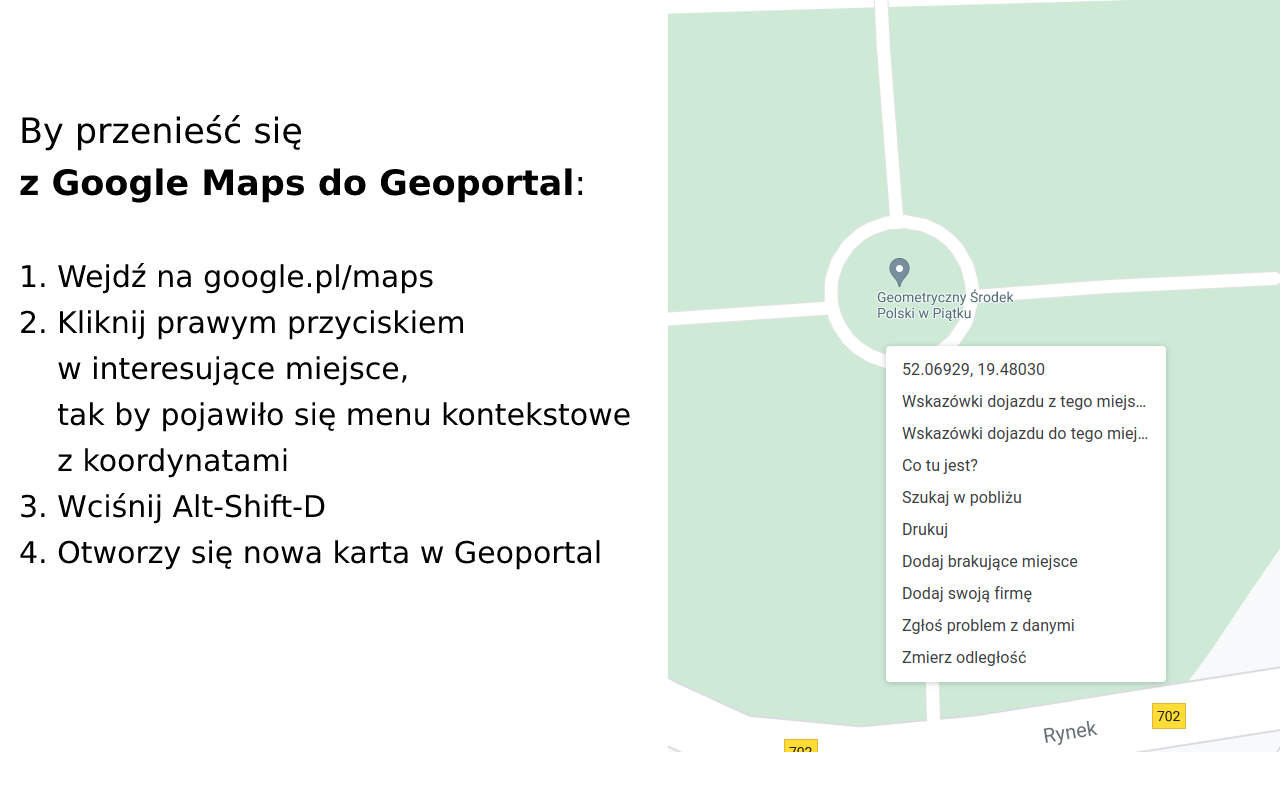 By przenieść się
z Google Maps do Geoportal:
1. Wejdź na google.pl/maps
2. Kliknij prawym przyciskiem
w interesujące miejsce,
tak by pojawiło się menu kontekstowe
z koordynatami
3. Wciśnij Alt-Shift-D
4. Otworzy się nowa karta w Geoportal
Geometryczny Środek
Polski w Piątku
52.06929, 19.48030
Wskazówki dojazdu z tego miejs...
Wskazówki dojazdu do tego miej...
Co tu jest?
Szukaj w pobliżu
Drukuj
Dodaj brakujące miejsce
Dodaj swoją firmę
Zgłoś problem z danymi
Zmierz odległość
702
Rynek
702